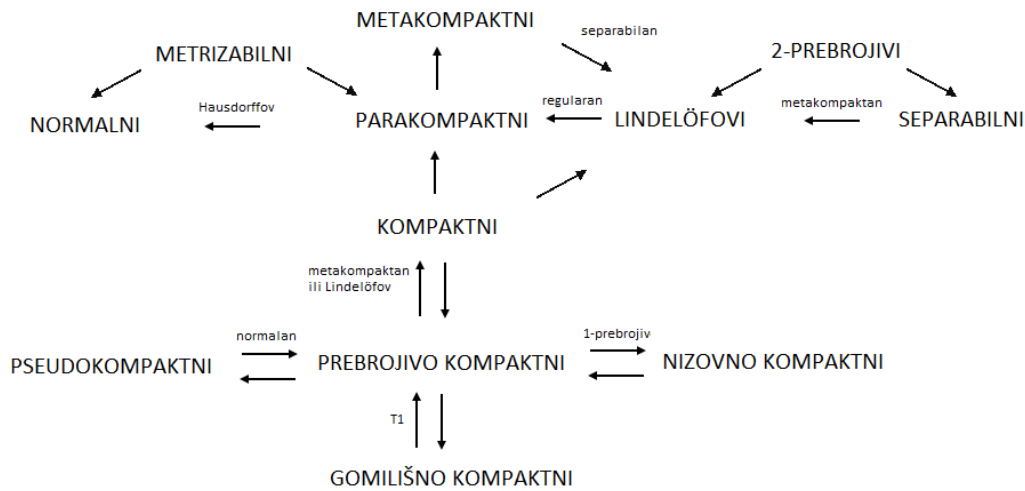 METAKOMPAKTNI
separabilan
METRIZABILNI
2-PREBROJIVI
Hausdorffov
regularan
metakompaktan
NORMALNI
PARAKOMPAKTNI
LINDELÖFOVI
SEPARABILNI
KOMPAKTNI
metakompaktan
ili Lindelöfov
normalan
1-prebrojiv
PSEUDOKOMPAKTNI
PREBROJIVO KOMPAKTNI
NIZOVNO KOMPAKTNI
T1
GOMILIŠNO KOMPAKTNI